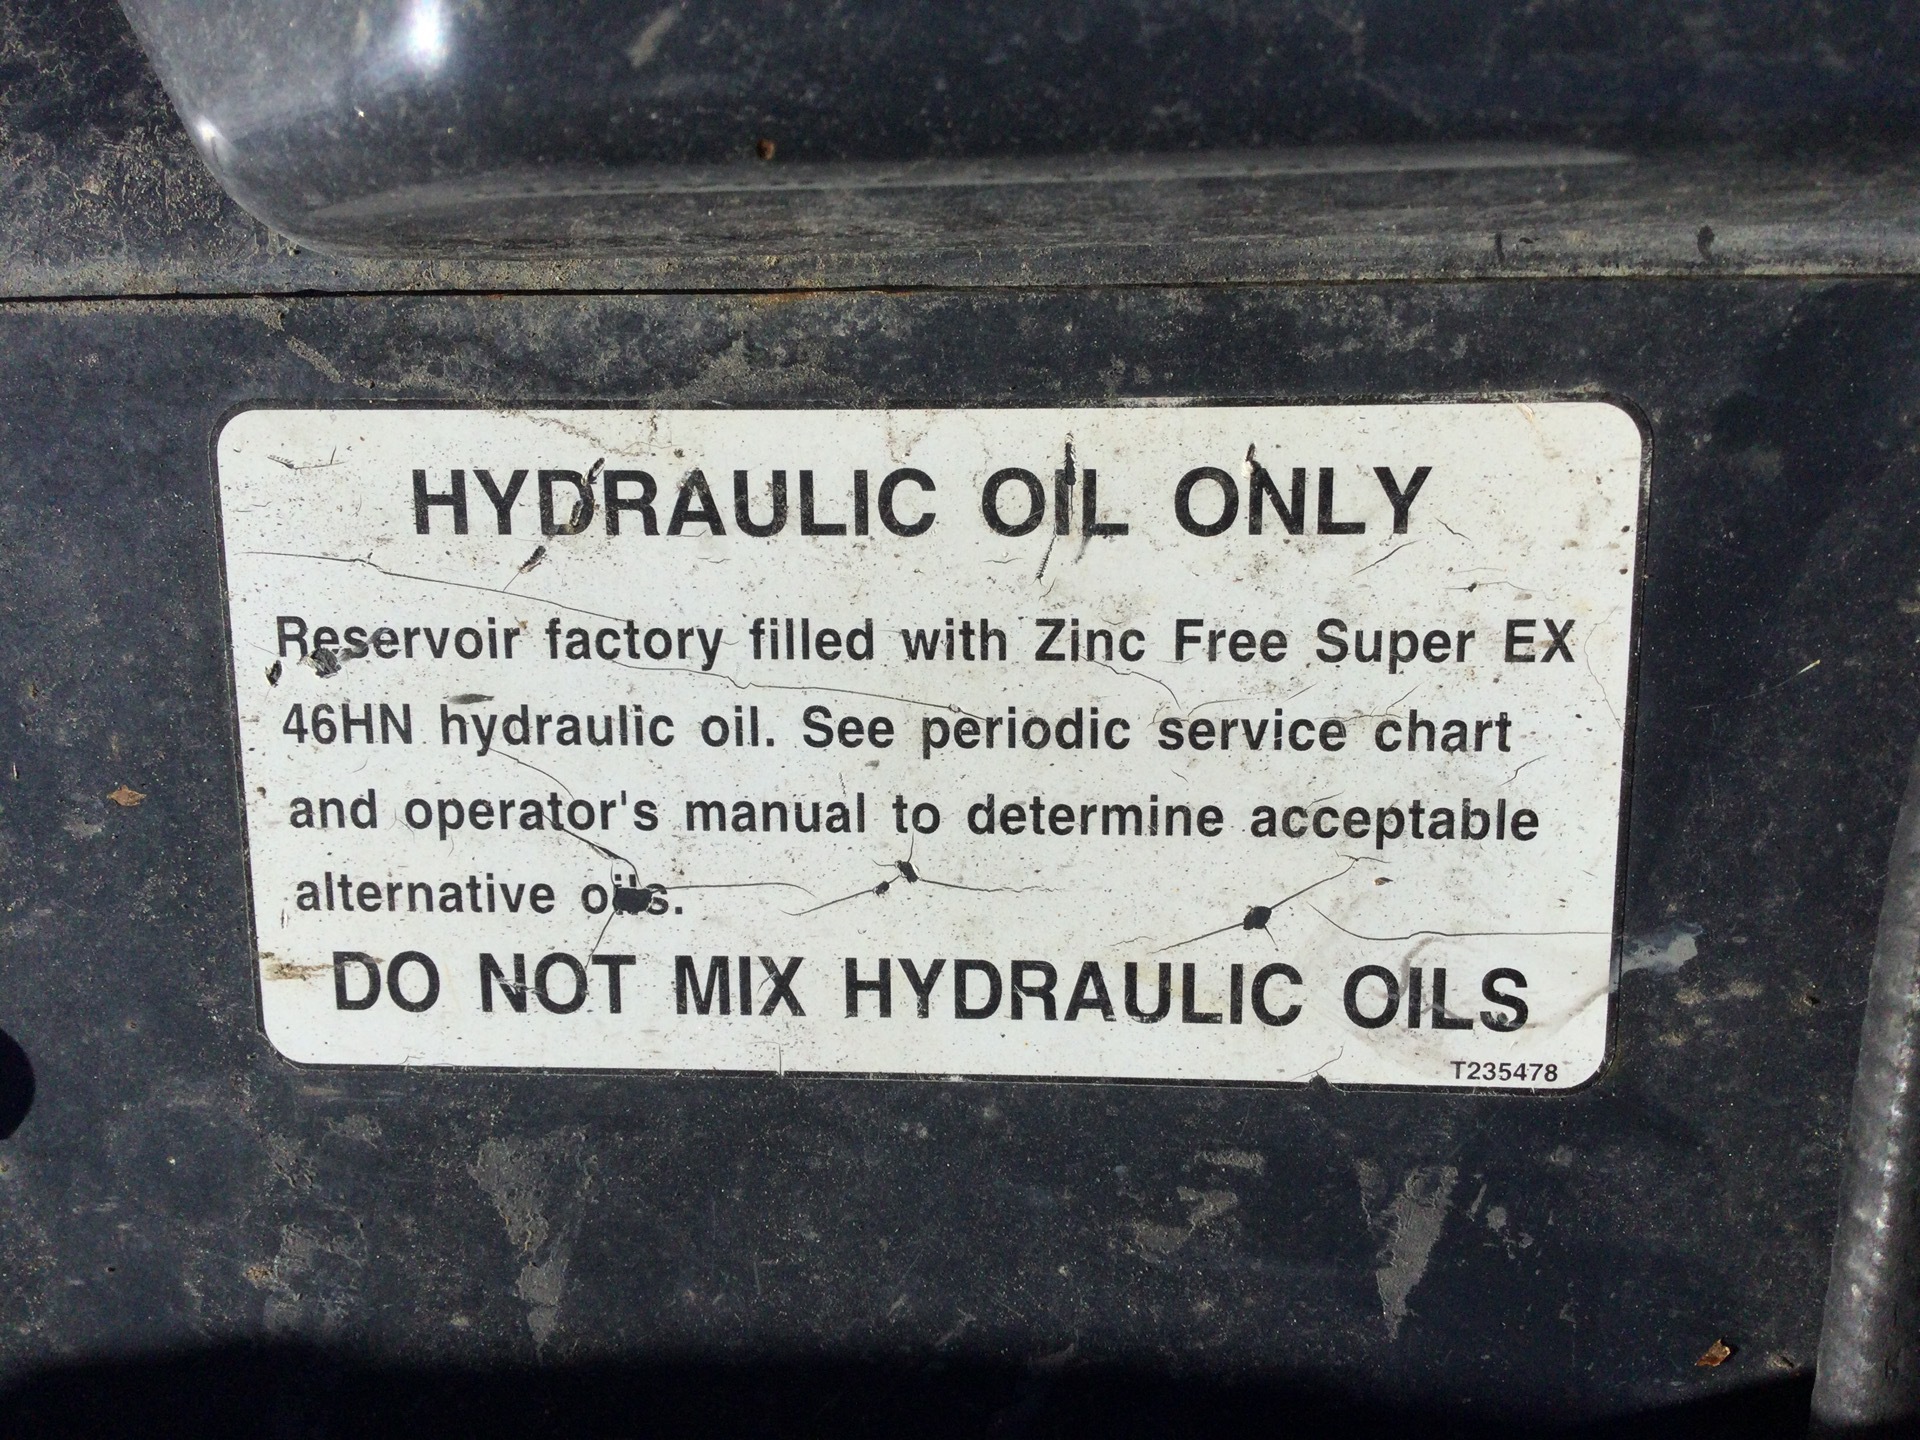 HYDRAULIC OIL ONLY
Reservoir factory filled with Zinc Free Super EX
46HN hydraulic oil. See periodic service chart
and operator's manual to determine acceptable
alternative oils.
DO NOT MIX HYDRAULIC OILS
T235478